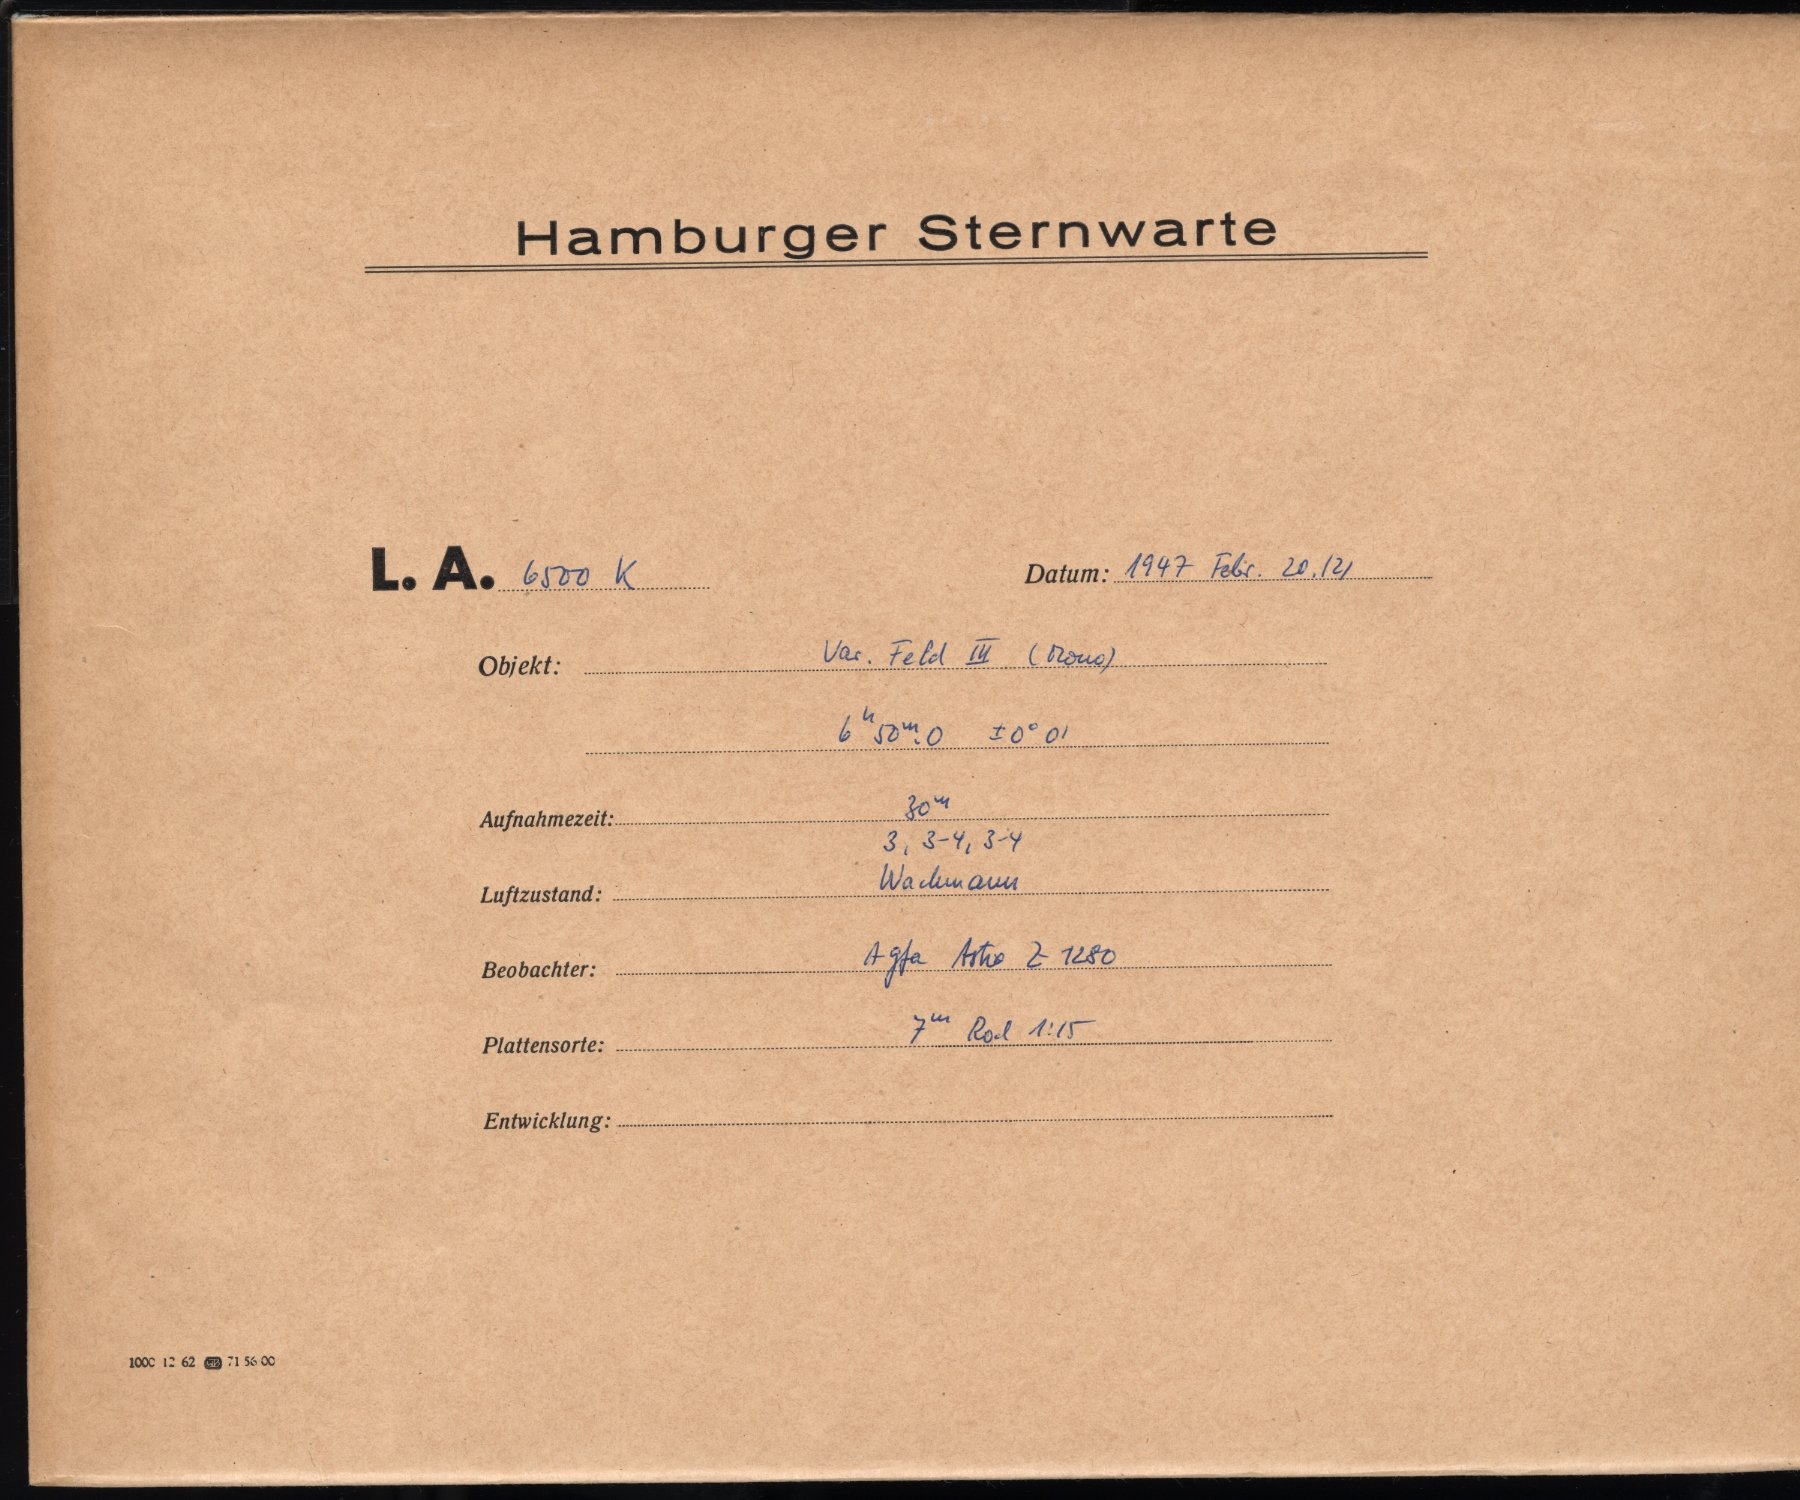 Hamburger Sternwarte
L. A. 6500 K Datum: 1947 Febr. 20./21
Objekt: Var. Feld III (Mono)
6ʰ 50ᵐ.0 ±0° 01'
Aufnahmezeit: 30ᵐ
3, 3-4, 3-4
Luftzustand: Wachmann
Beobachter: Agfa Astro Z 1280
Plattensorte: 7ᵐ Rod 1:15
Entwicklung:
1000 12 62 71 56 00